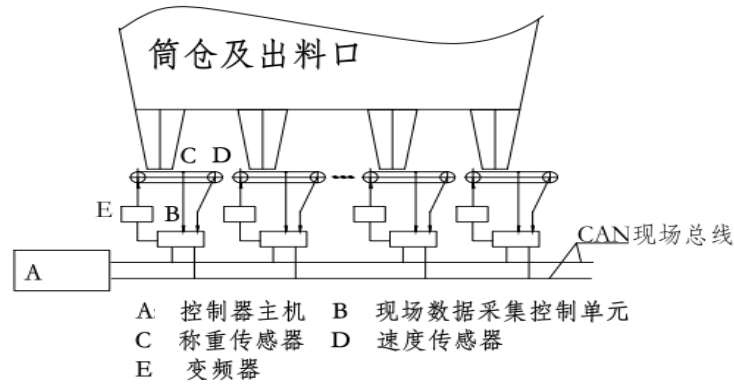 筒仓及出料口
C D
E B
CAN现场总线
A
A: 控制器主机 B 现场数据采集控制单元
C 称重传感器 D 速度传感器
E 变频器